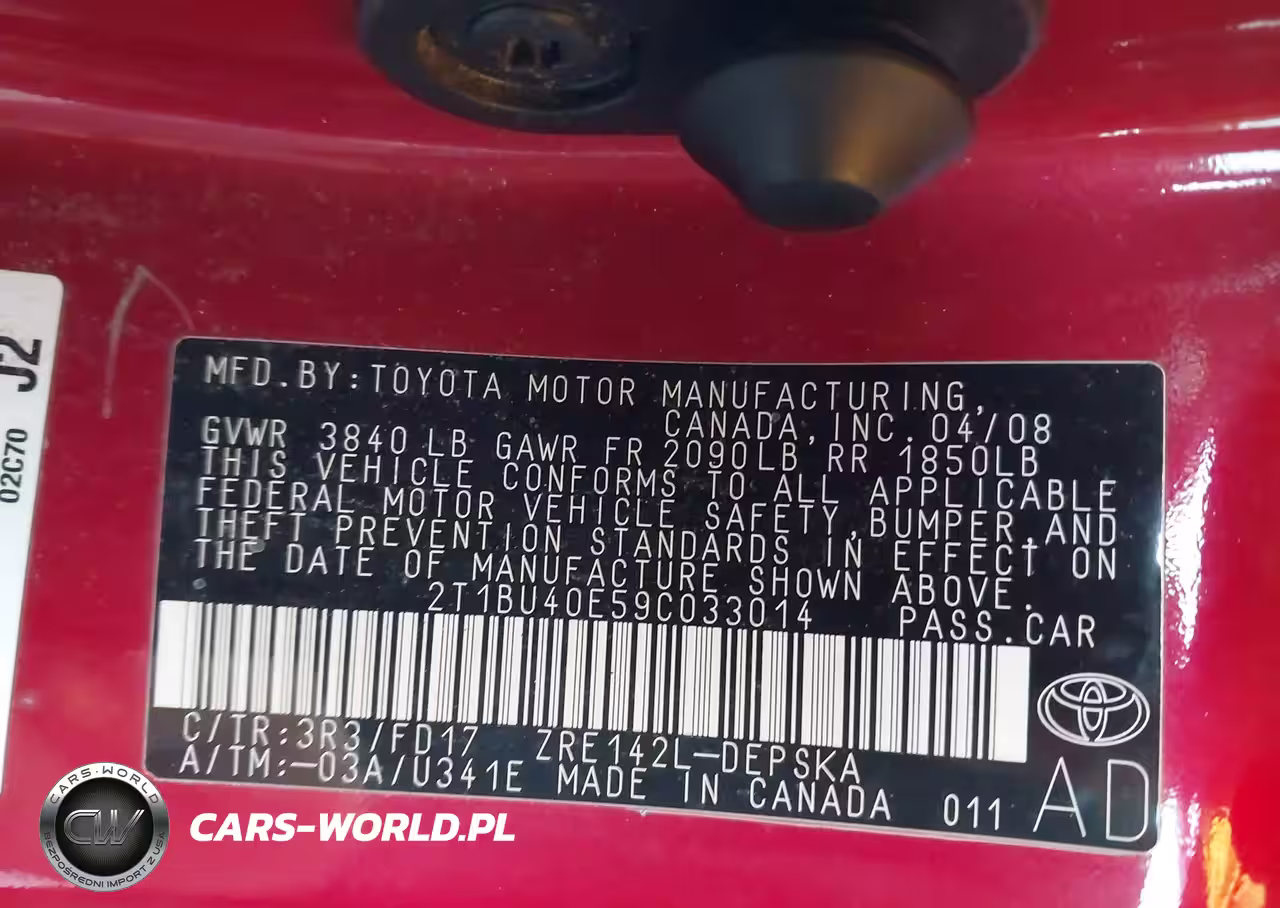 J2
02C70
MFD.BY:TOYOTA MOTOR MANUFACTURING,
CANADA,INC.04/08
GVWR 3840 LB GAWR FR 2090LB RR 1850LB
THIS VEHICLE CONFORMS TO ALL APPLICABLE
FEDERAL MOTOR VEHICLE SAFETY,BUMPER,AND
THEFT PREVENTION STANDARDS IN EFFECT ON
THE DATE OF MANUFACTURE SHOWN ABOVE.
2T1BU40E59C033014 PASS.CAR
C/TR:3R3/FD17 ZRE142L-DEPSKA
A/TM:-03A/U341E MADE IN CANADA 011 AD
CARS-WORLD
CW
BEZPOŚREDNI IMPORT Z USA
CARS-WORLD.PL